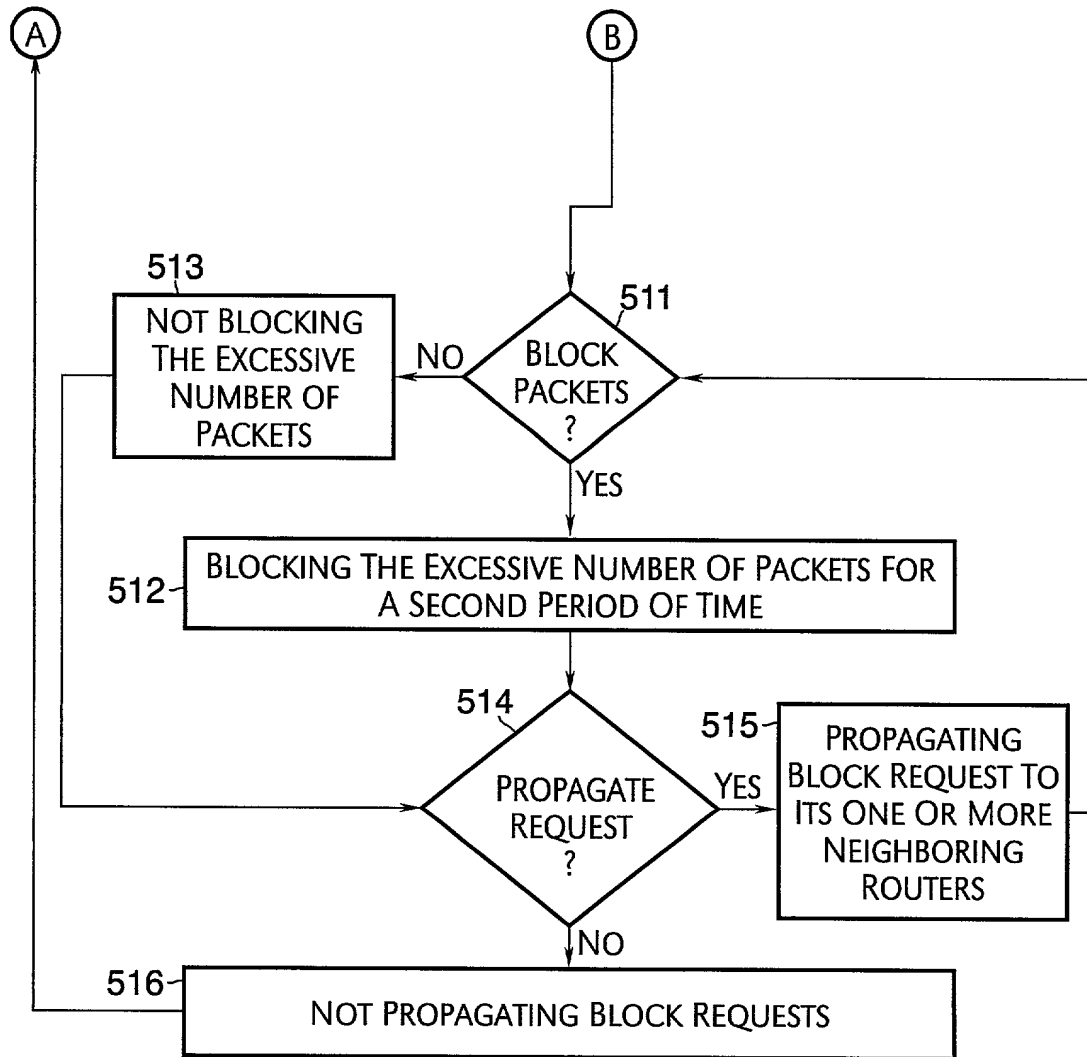 A
B
513
NOT BLOCKING
THE EXCESSIVE
NUMBER OF
PACKETS
NO
511
BLOCK
PACKETS
?
YES
512
BLOCKING THE EXCESSIVE NUMBER OF PACKETS FOR
A SECOND PERIOD OF TIME
514
PROPAGATE
REQUEST
?
YES
515
PROPAGATING
BLOCK REQUEST TO
ITS ONE OR MORE
NEIGHBORING
ROUTERS
NO
516
NOT PROPAGATING BLOCK REQUESTS